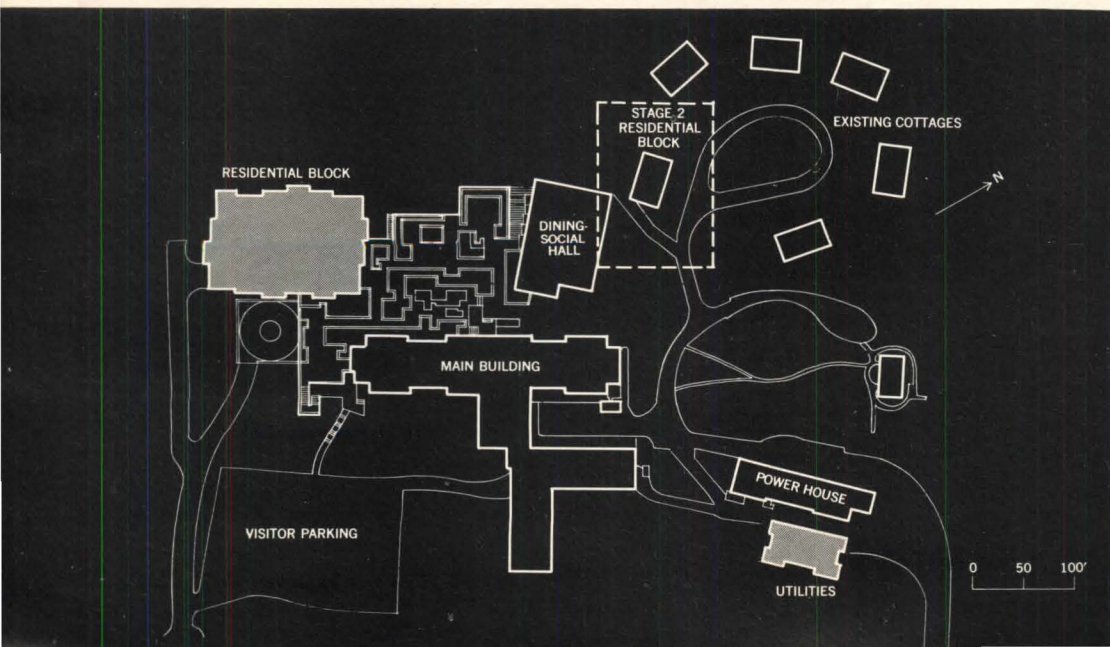 STAGE 2
RESIDENTIAL
BLOCK
EXISTING COTTAGES
RESIDENTIAL BLOCK
N
DINING-
SOCIAL
HALL
MAIN BUILDING
POWER HOUSE
VISITOR PARKING
0 50 100'
UTILITIES